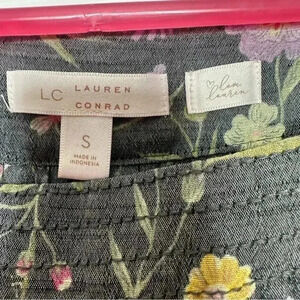 LC LAUREN
CONRAD
S
MADE IN
INDONESIA
love,
lauren